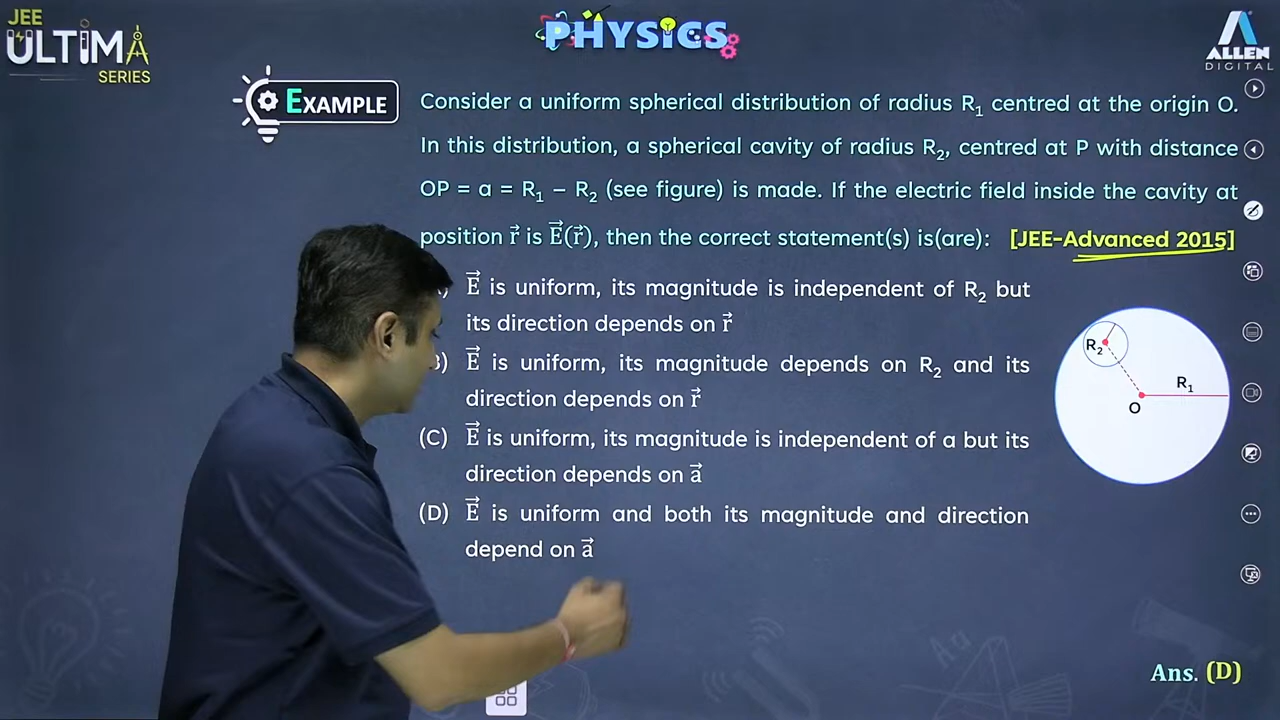 JEE
ULTIMA
SERIES
PHYSICS
ALLEN
DIGITAL
EXAMPLE
Consider a uniform spherical distribution of radius R₁ centred at the origin O.
In this distribution, a spherical cavity of radius R₂, centred at P with distance
OP = a = R₁ − R₂ (see figure) is made. If the electric field inside the cavity at
position r⃗ is E⃗(r⃗), then the correct statement(s) is(are): [JEE-Advanced 2015]
) E⃗ is uniform, its magnitude is independent of R₂ but
its direction depends on r⃗
) E⃗ is uniform, its magnitude depends on R₂ and its
direction depends on r⃗
(C) E⃗ is uniform, its magnitude is independent of a but its
direction depends on a⃗
(D) E⃗ is uniform and both its magnitude and direction
depend on a⃗
R₂
R₁
O
Ans. (D)